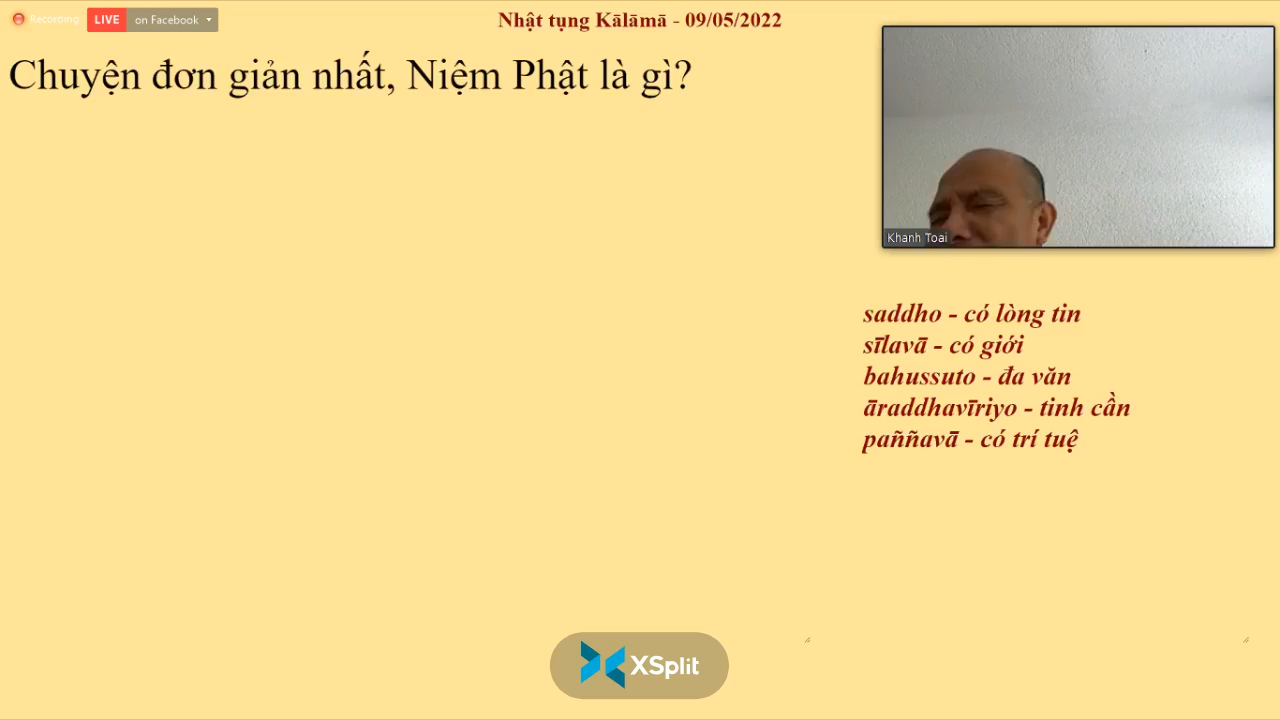 Recording
LIVE on Facebook
Nhật tụng Kālāmā - 09/05/2022
Chuyện đơn giản nhất, Niệm Phật là gì?
Khanh Toai
saddho - có lòng tin
sīlavā - có giới
bahussuto - đa văn
āraddhavīriyo - tinh cần
paññavā - có trí tuệ
XSplit